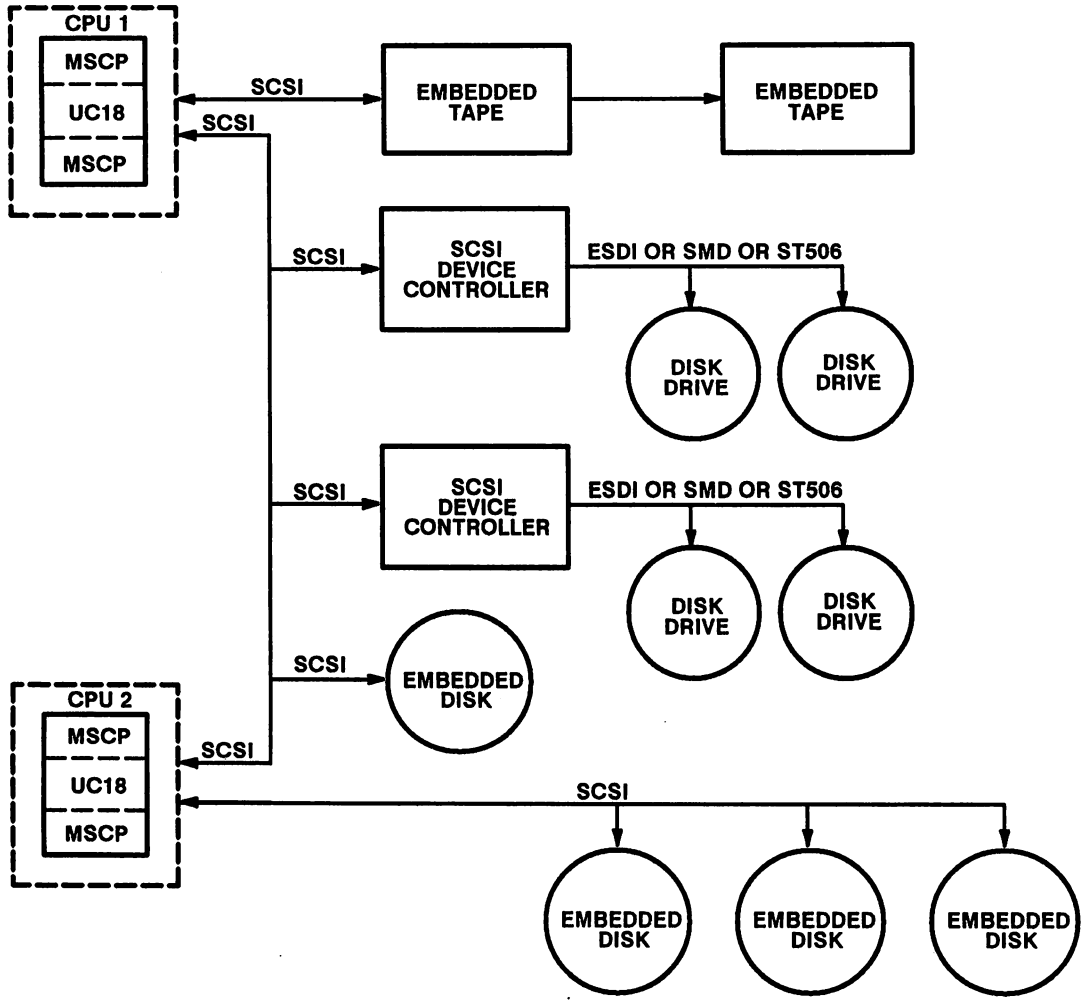 CPU 1
MSCP
UC18
MSCP
SCSI
EMBEDDED
TAPE
EMBEDDED
TAPE
SCSI
SCSI
SCSI
DEVICE
CONTROLLER
ESDI OR SMD OR ST506
DISK
DRIVE
DISK
DRIVE
SCSI
SCSI
DEVICE
CONTROLLER
ESDI OR SMD OR ST506
DISK
DRIVE
DISK
DRIVE
SCSI
EMBEDDED
DISK
CPU 2
MSCP
UC18
MSCP
SCSI
SCSI
EMBEDDED
DISK
EMBEDDED
DISK
EMBEDDED
DISK